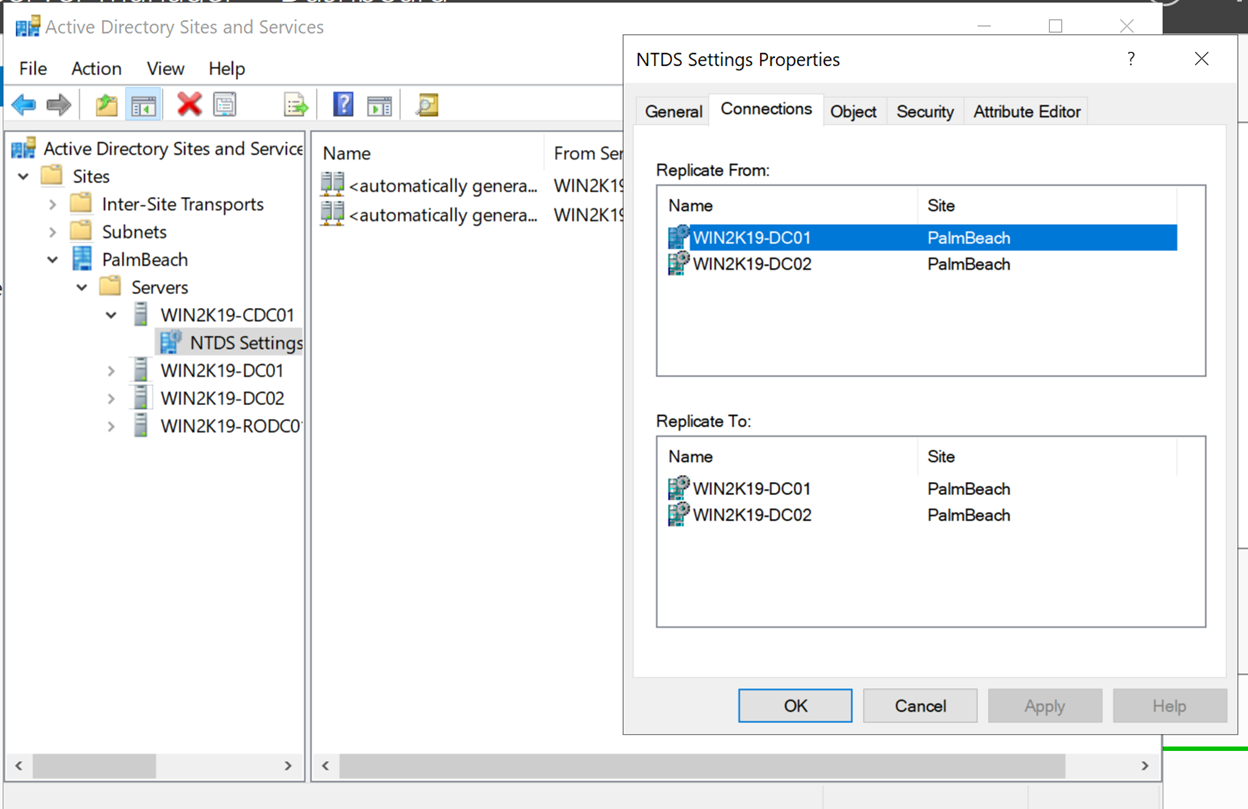 Active Directory Sites and Services
File Action View Help
Active Directory Sites and Service
Sites
Inter-Site Transports
Subnets
PalmBeach
Servers
WIN2K19-CDC01
NTDS Settings
WIN2K19-DC01
WIN2K19-DC02
WIN2K19-RODC0
Name From Ser
<automatically genera... WIN2K19
<automatically genera... WIN2K19
NTDS Settings Properties
General Connections Object Security Attribute Editor
Replicate From:
Name Site
WIN2K19-DC01 PalmBeach
WIN2K19-DC02 PalmBeach
Replicate To:
Name Site
WIN2K19-DC01 PalmBeach
WIN2K19-DC02 PalmBeach
OK Cancel Apply Help